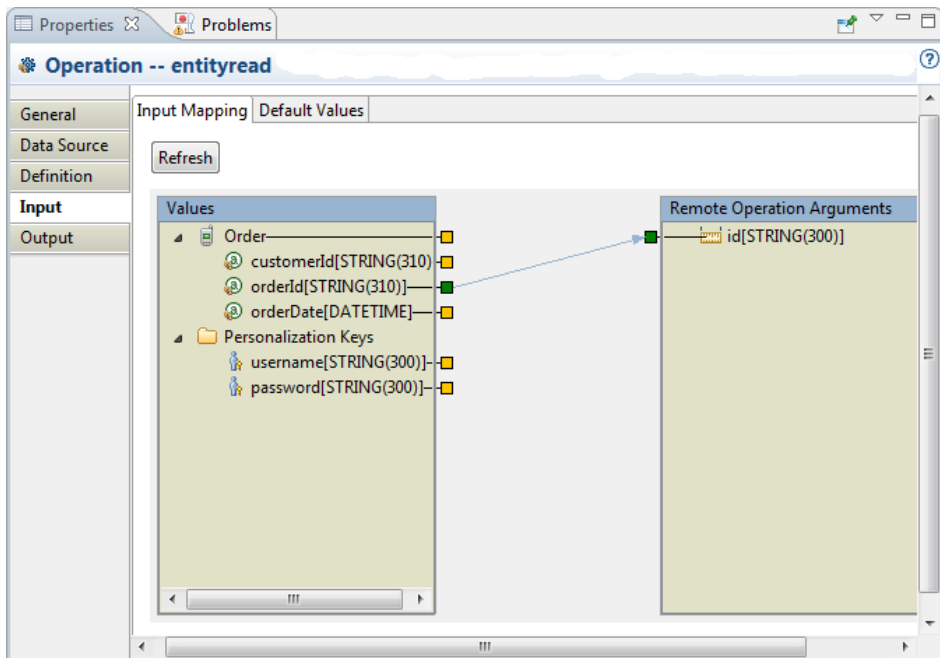 Properties
Problems
Operation -- entityread
General
Data Source
Definition
Input
Output
Input Mapping
Default Values
Refresh
Values
Order
customerId[STRING(310)
orderId[STRING(310)]
orderDate[DATETIME]
Personalization Keys
username[STRING(300)]
password[STRING(300)]
Remote Operation Arguments
id[STRING(300)]